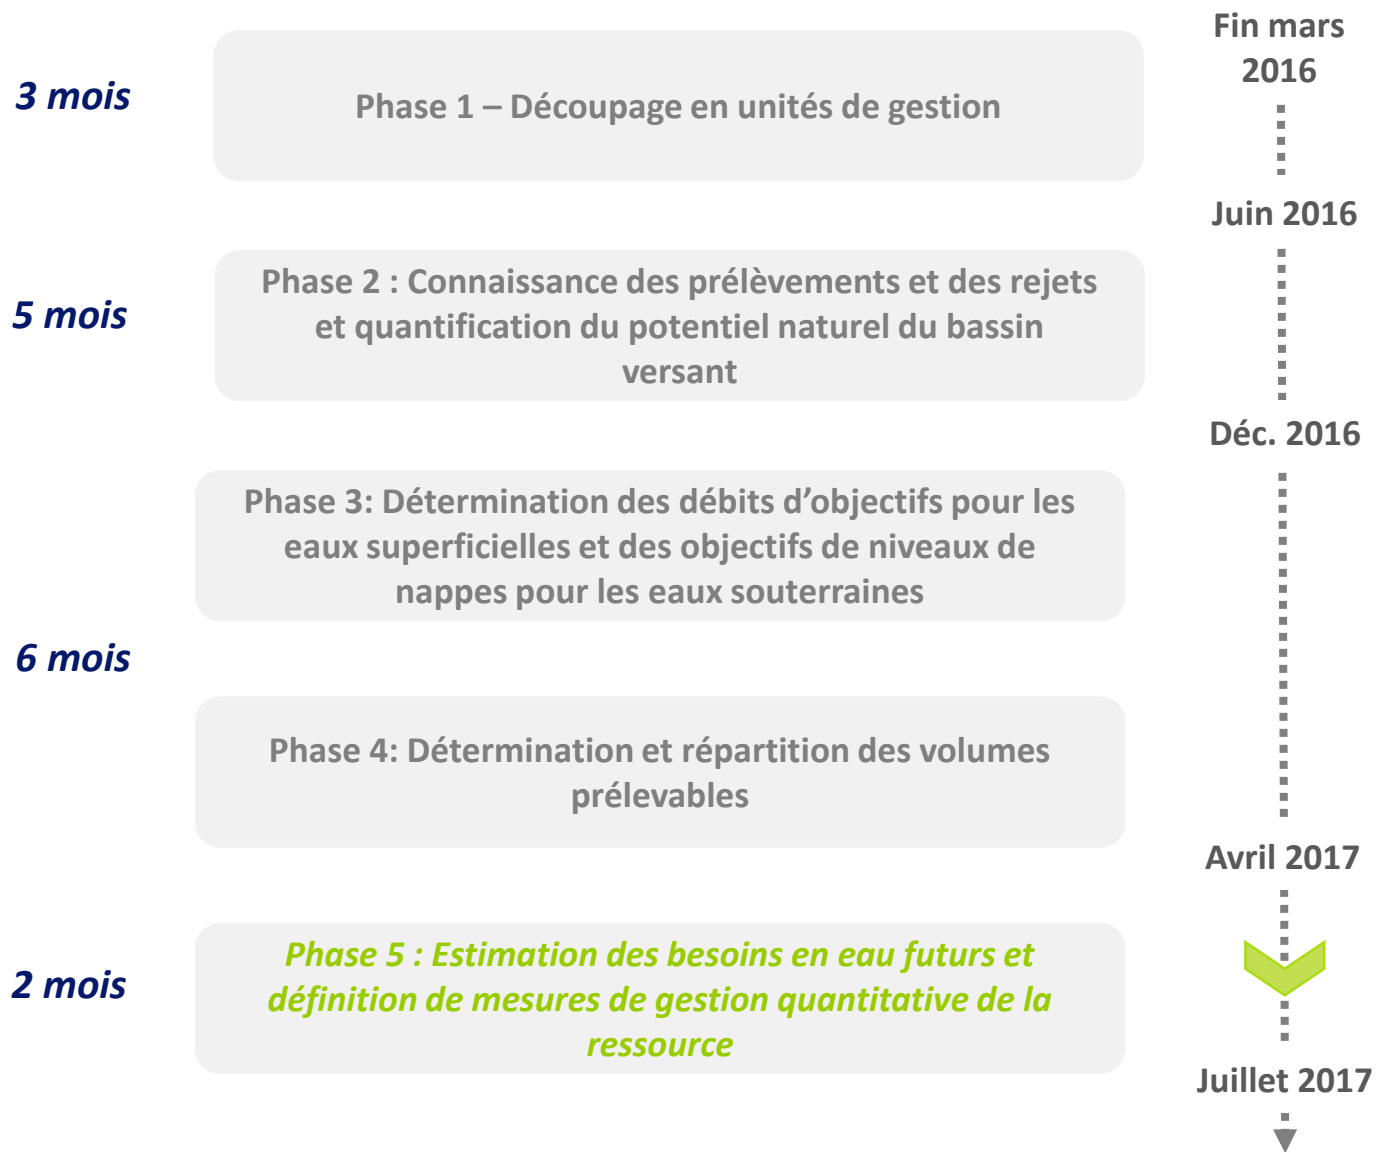 Fin mars
2016
3 mois
Phase 1 – Découpage en unités de gestion
Juin 2016
5 mois
Phase 2 : Connaissance des prélèvements et des rejets
et quantification du potentiel naturel du bassin
versant
Déc. 2016
Phase 3: Détermination des débits d’objectifs pour les
eaux superficielles et des objectifs de niveaux de
nappes pour les eaux souterraines
6 mois
Phase 4: Détermination et répartition des volumes
prélevables
Avril 2017
2 mois
Phase 5 : Estimation des besoins en eau futurs et
définition de mesures de gestion quantitative de la
ressource
Juillet 2017